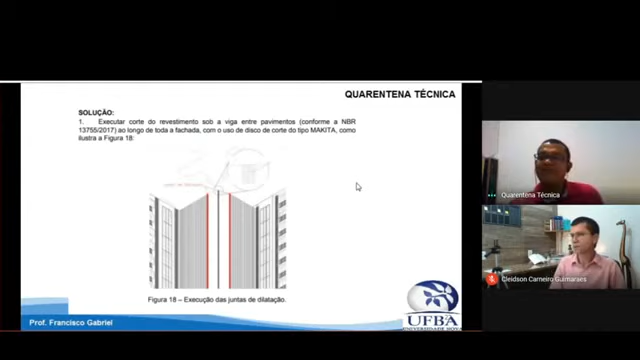 QUARENTENA TÉCNICA
SOLUÇÃO:
1. Executar corte do revestimento sob a viga entre pavimentos (conforme a NBR
13755/2017) ao longo de toda a fachada, com o uso de disco de corte do tipo MAKITA, como
ilustra a Figura 18:
Figura 18 – Execução das juntas de dilatação.
Prof. Francisco Gabriel
UFBA
Quarentena Técnica
Cleidson Carneiro Guimaraes